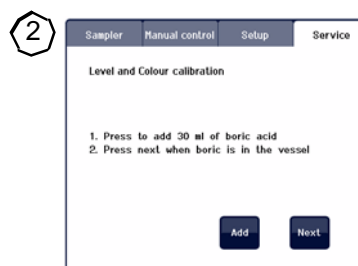 2
Sampler Manual control Setup Service
Level and Colour calibration
1. Press to add 30 ml of boric acid
2. Press next when boric is in the vessel
Add Next